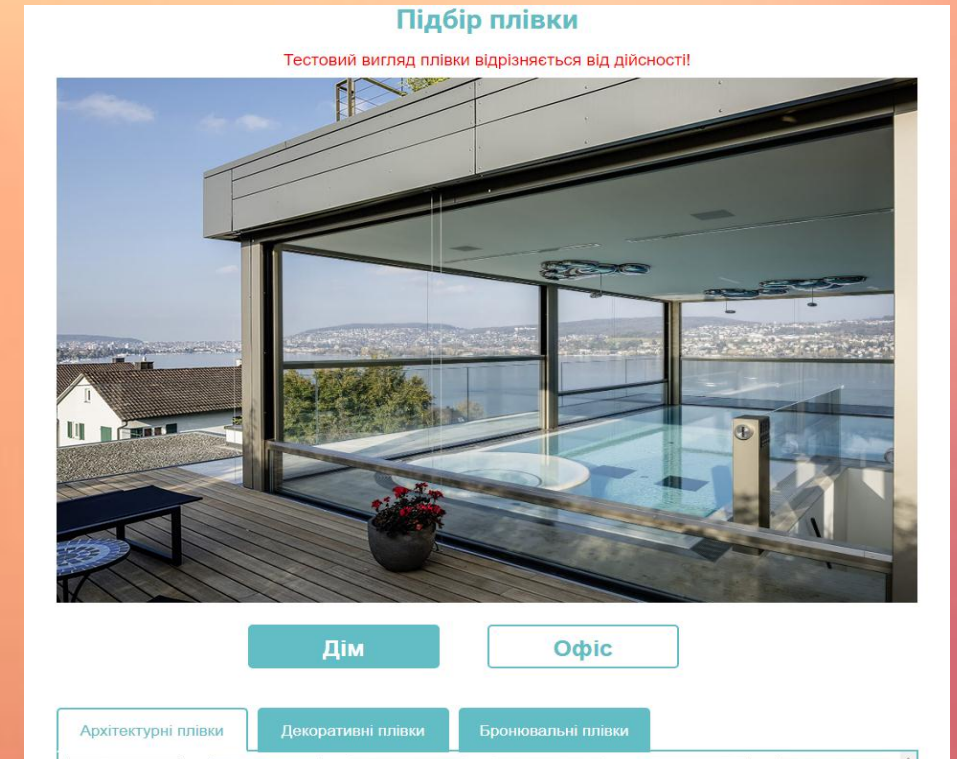 Підбір плівки
Тестовий вигляд плівки відрізняється від дійсності!
Дім
Офіс
Архітектурні плівки
Декоративні плівки
Бронювальні плівки